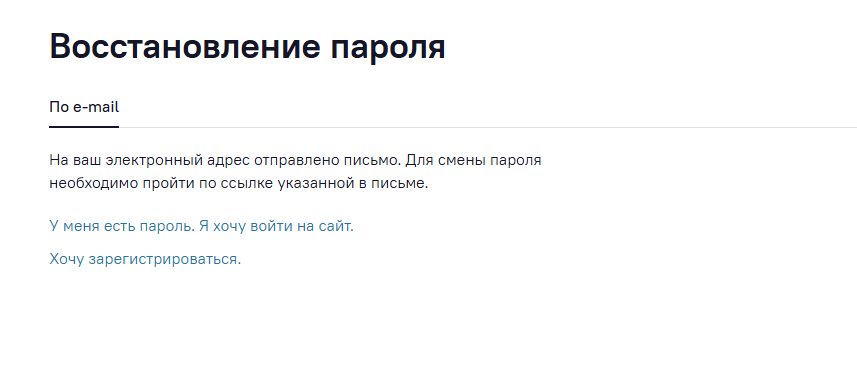 Восстановление пароля
По e-mail
На ваш электронный адрес отправлено письмо. Для смены пароля
необходимо пройти по ссылке указанной в письме.
У меня есть пароль. Я хочу войти на сайт.
Хочу зарегистрироваться.